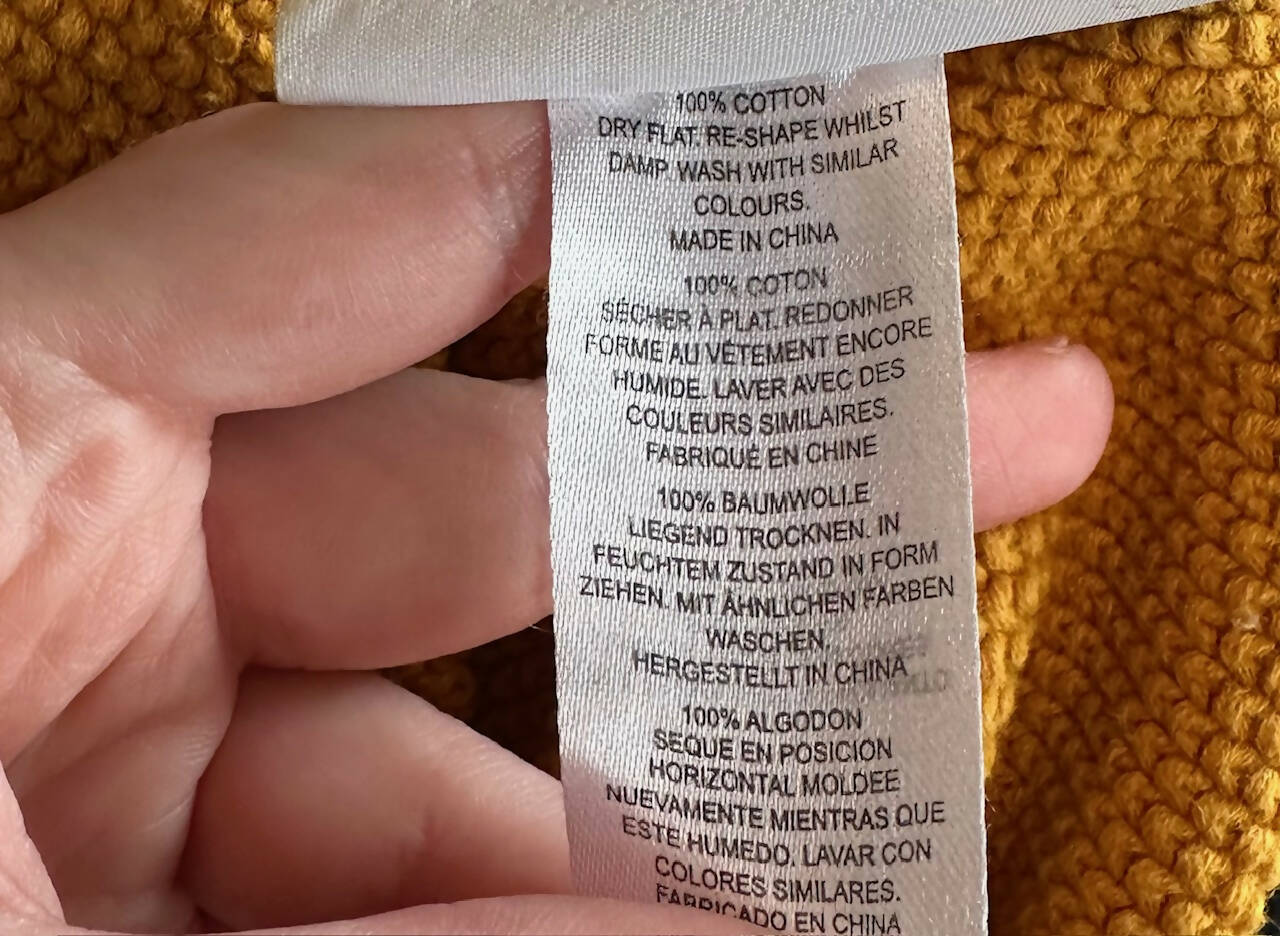 100% COTTON
DRY FLAT. RE-SHAPE WHILST
DAMP. WASH WITH SIMILAR
COLOURS.
MADE IN CHINA
100% COTON
SÉCHER À PLAT. REDONNER
FORME AU VÊTEMENT ENCORE
HUMIDE. LAVER AVEC DES
COULEURS SIMILAIRES.
FABRIQUÉ EN CHINE
100% BAUMWOLLE
LIEGEND TROCKNEN. IN
FEUCHTEM ZUSTAND IN FORM
ZIEHEN. MIT ÄHNLICHEN FARBEN
WASCHEN.
HERGESTELLT IN CHINA
100% ALGODON
SEQUE EN POSICION
HORIZONTAL MOLDEE
NUEVAMENTE MIENTRAS QUE
ESTE HUMEDO. LAVAR CON
COLORES SIMILARES.
FABRICADO EN CHINA